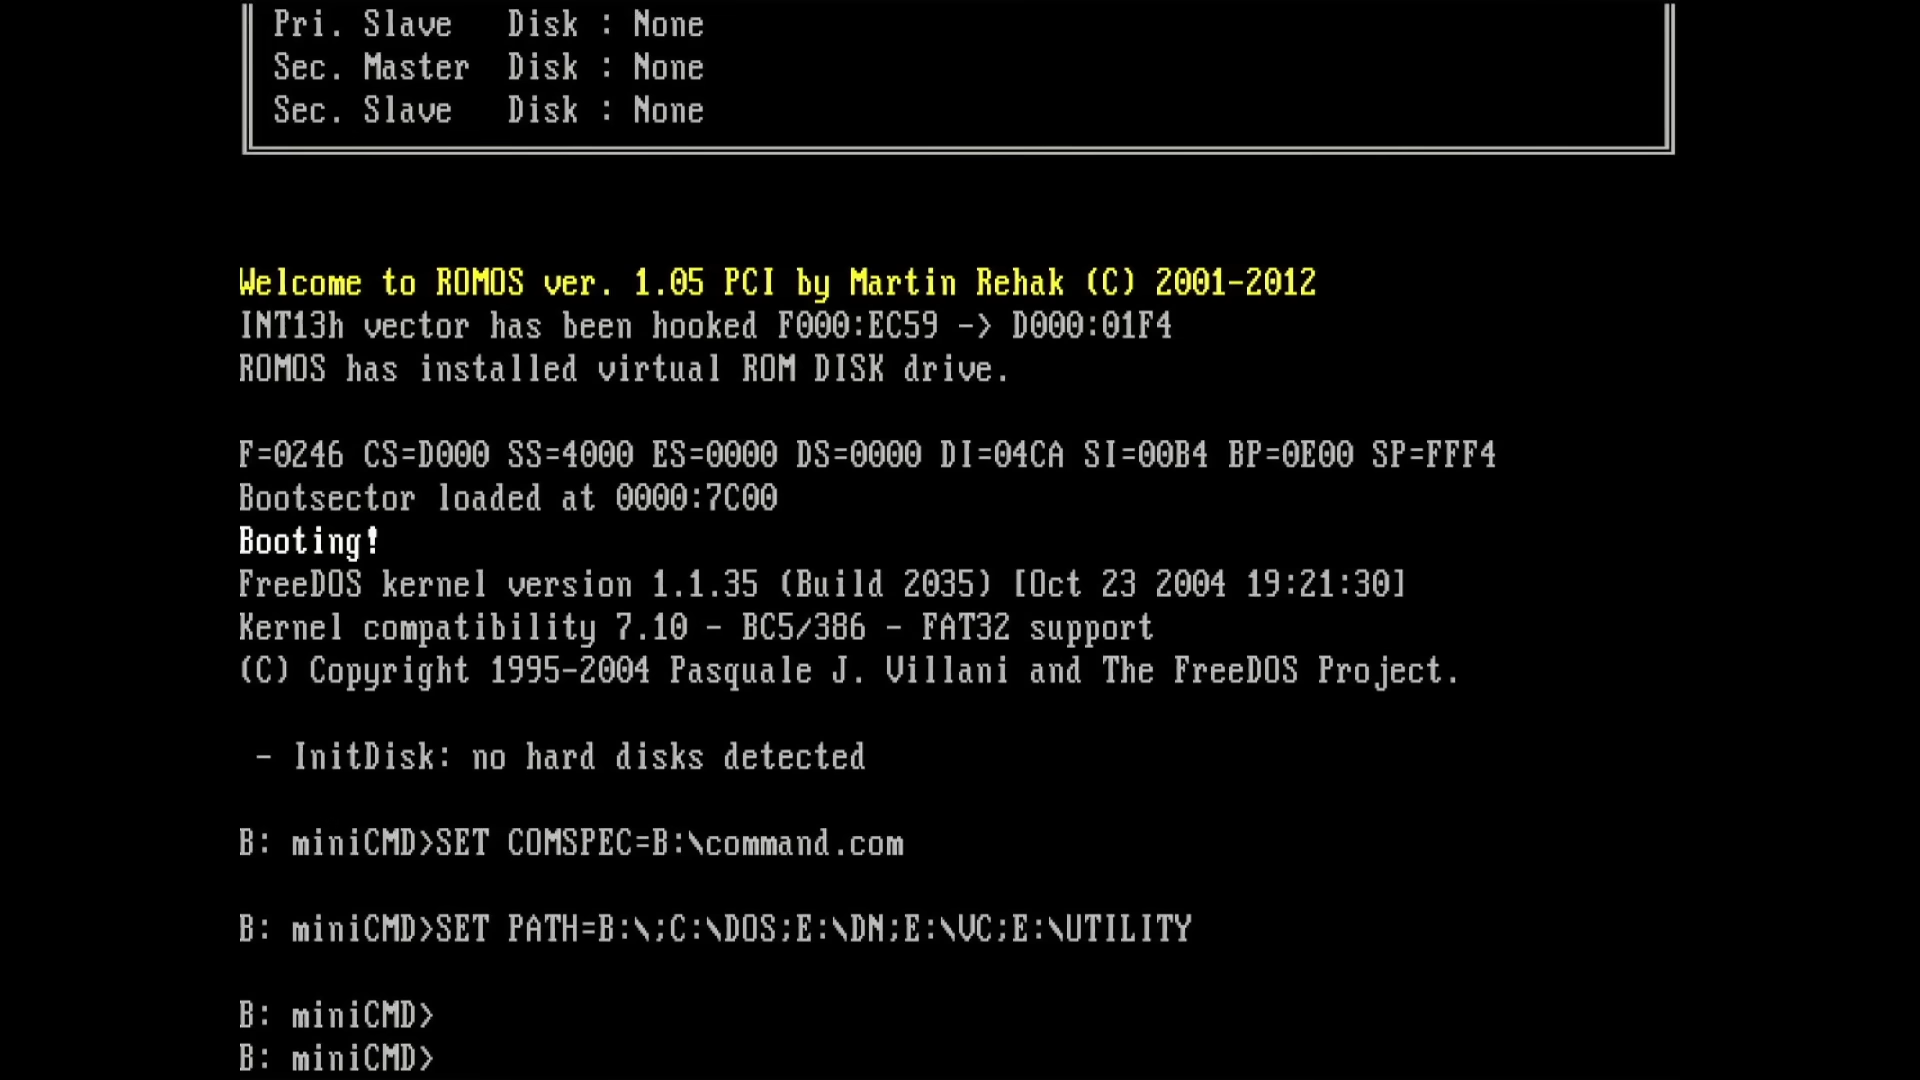 Pri. Slave   Disk : None
Sec. Master  Disk : None
Sec. Slave   Disk : None
Welcome to ROMOS ver. 1.05 PCI by Martin Rehak (C) 2001-2012
INT13h vector has been hooked F000:EC59 -> D000:01F4
ROMOS has installed virtual ROM DISK drive.
F=0246 CS=D000 SS=4000 ES=0000 DS=0000 DI=04CA SI=00B4 BP=0E00 SP=FFF4
Bootsector loaded at 0000:7C00
Booting!
FreeDOS kernel version 1.1.35 (Build 2035) [Oct 23 2004 19:21:30]
Kernel compatibility 7.10 - BC5/386 - FAT32 support
(C) Copyright 1995-2004 Pasquale J. Villani and The FreeDOS Project.
 - InitDisk: no hard disks detected
B: miniCMD>SET COMSPEC=B:\command.com
B: miniCMD>SET PATH=B:\;C:\DOS;E:\DN;E:\VC;E:\UTILITY
B: miniCMD>
B: miniCMD>